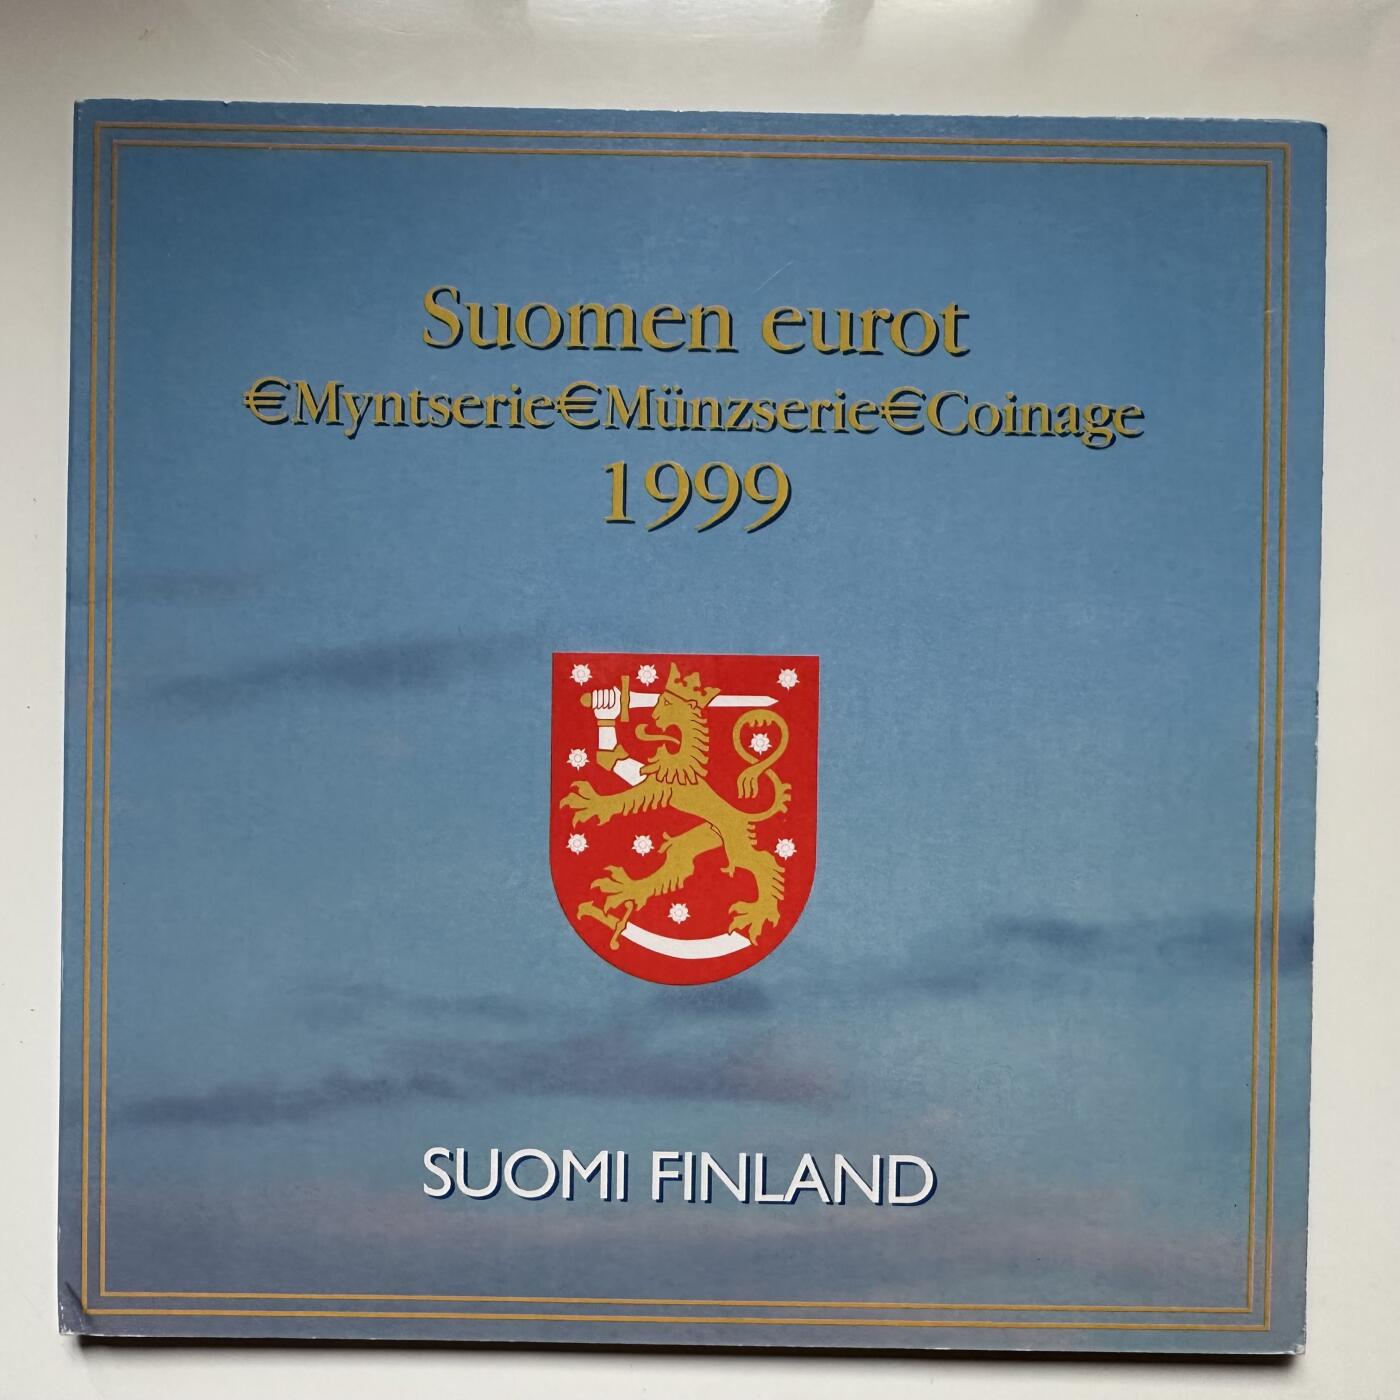 Suomen eurot
€Myntserie€Münzserie€Coinage
1999
SUOMI FINLAND